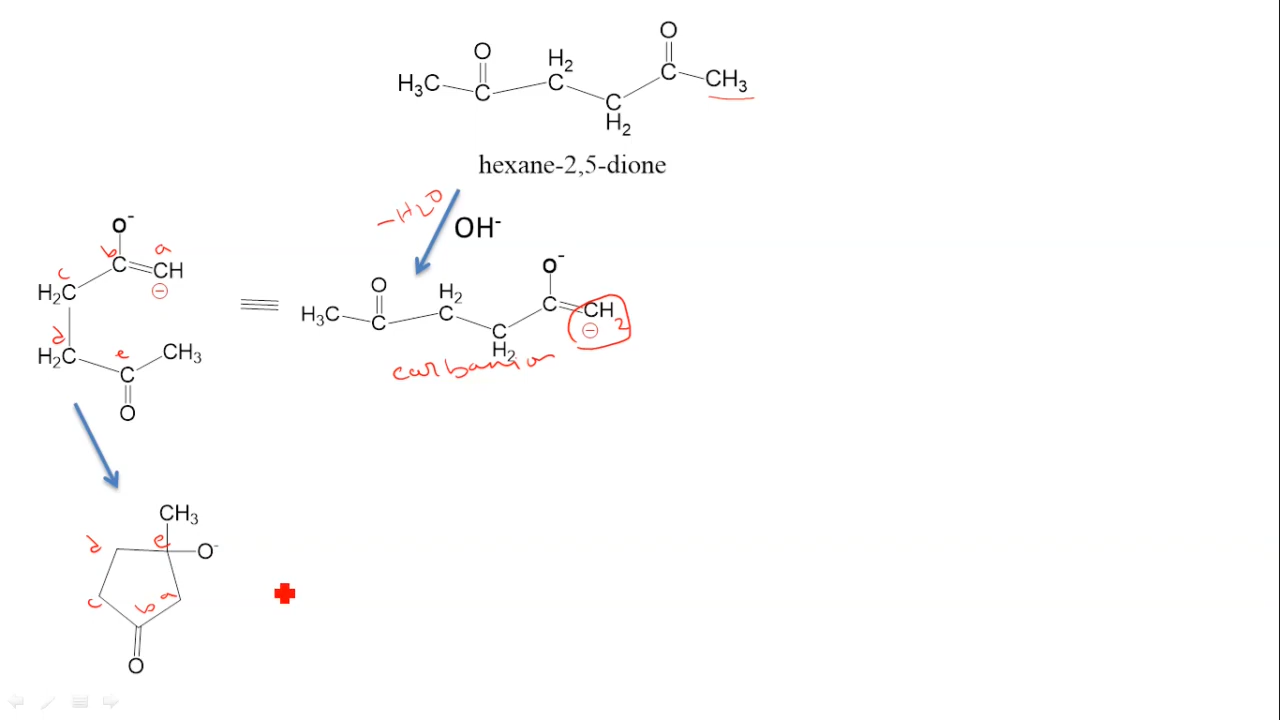 O
O
H₂
H₃C
C
C
C
CH₃
C
H₂
hexane-2,5-dione
-H₂O
OH⁻
O⁻
b
a
C
CH
⊖
c
H₂C
d
H₂C
e
CH₃
C
O
≡
O⁻
O
H₂
H₃C
C
C
C
CH
2
⊖
C
H₂
carbanion
CH₃
d
e
O⁻
c
b
a
O